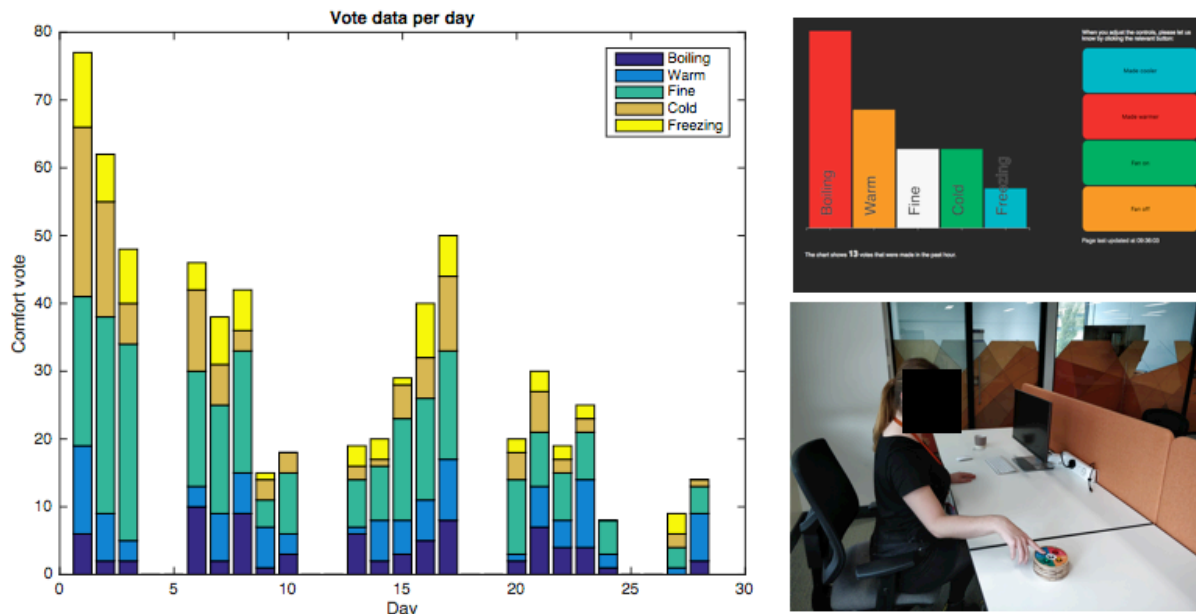 Vote data per day
80
70
60
50
40
30
20
10
0
Comfort vote
Boiling
Warm
Fine
Cold
Freezing
0 5 10 15 20 25 30
Day
Boiling
Warm
Fine
Cold
Freezing
The chart shows 13 votes that were made in the past hour.
When you adjust the controls, please let us
know by clicking the relevant button:
Made cooler
Made warmer
Fan on
Fan off
Page last updated at 09:36:03